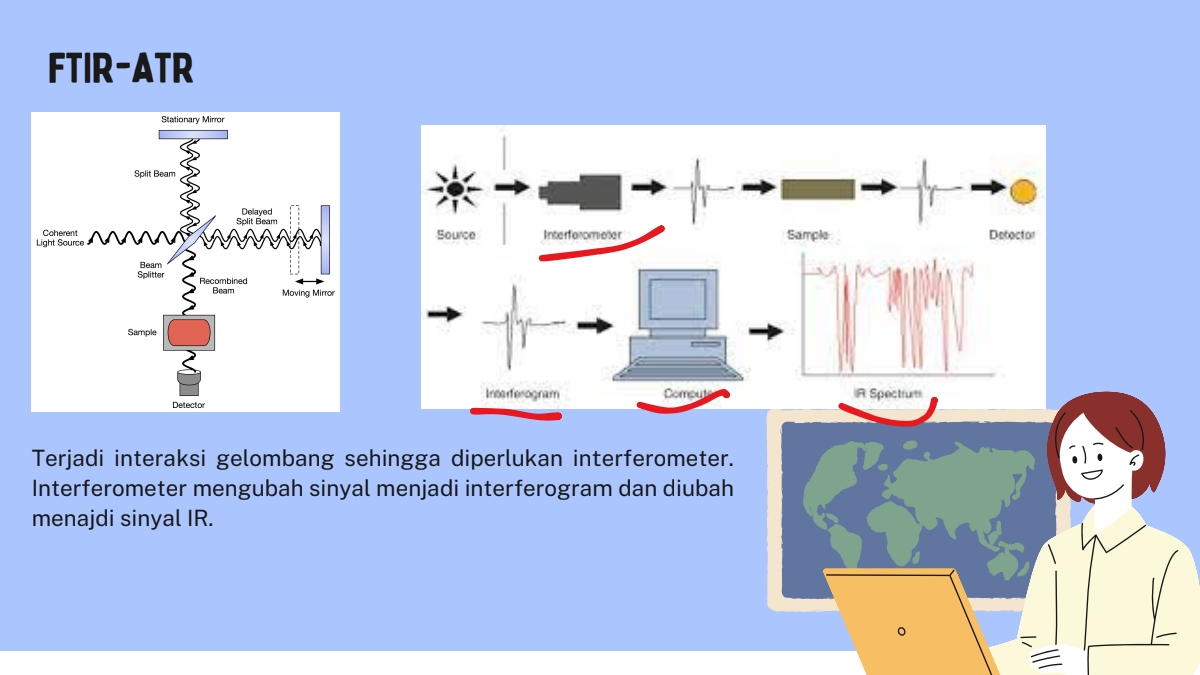 FTIR-ATR
Stationary Mirror
Split Beam
Delayed
Split Beam
Coherent
Light Source
Beam
Splitter
Recombined
Beam
Moving Mirror
Sample
Detector
Source
Interferometer
Sample
Detector
Interferogram
Computer
IR Spectrum
Terjadi interaksi gelombang sehingga diperlukan interferometer.
Interferometer mengubah sinyal menjadi interferogram dan diubah
menajdi sinyal IR.